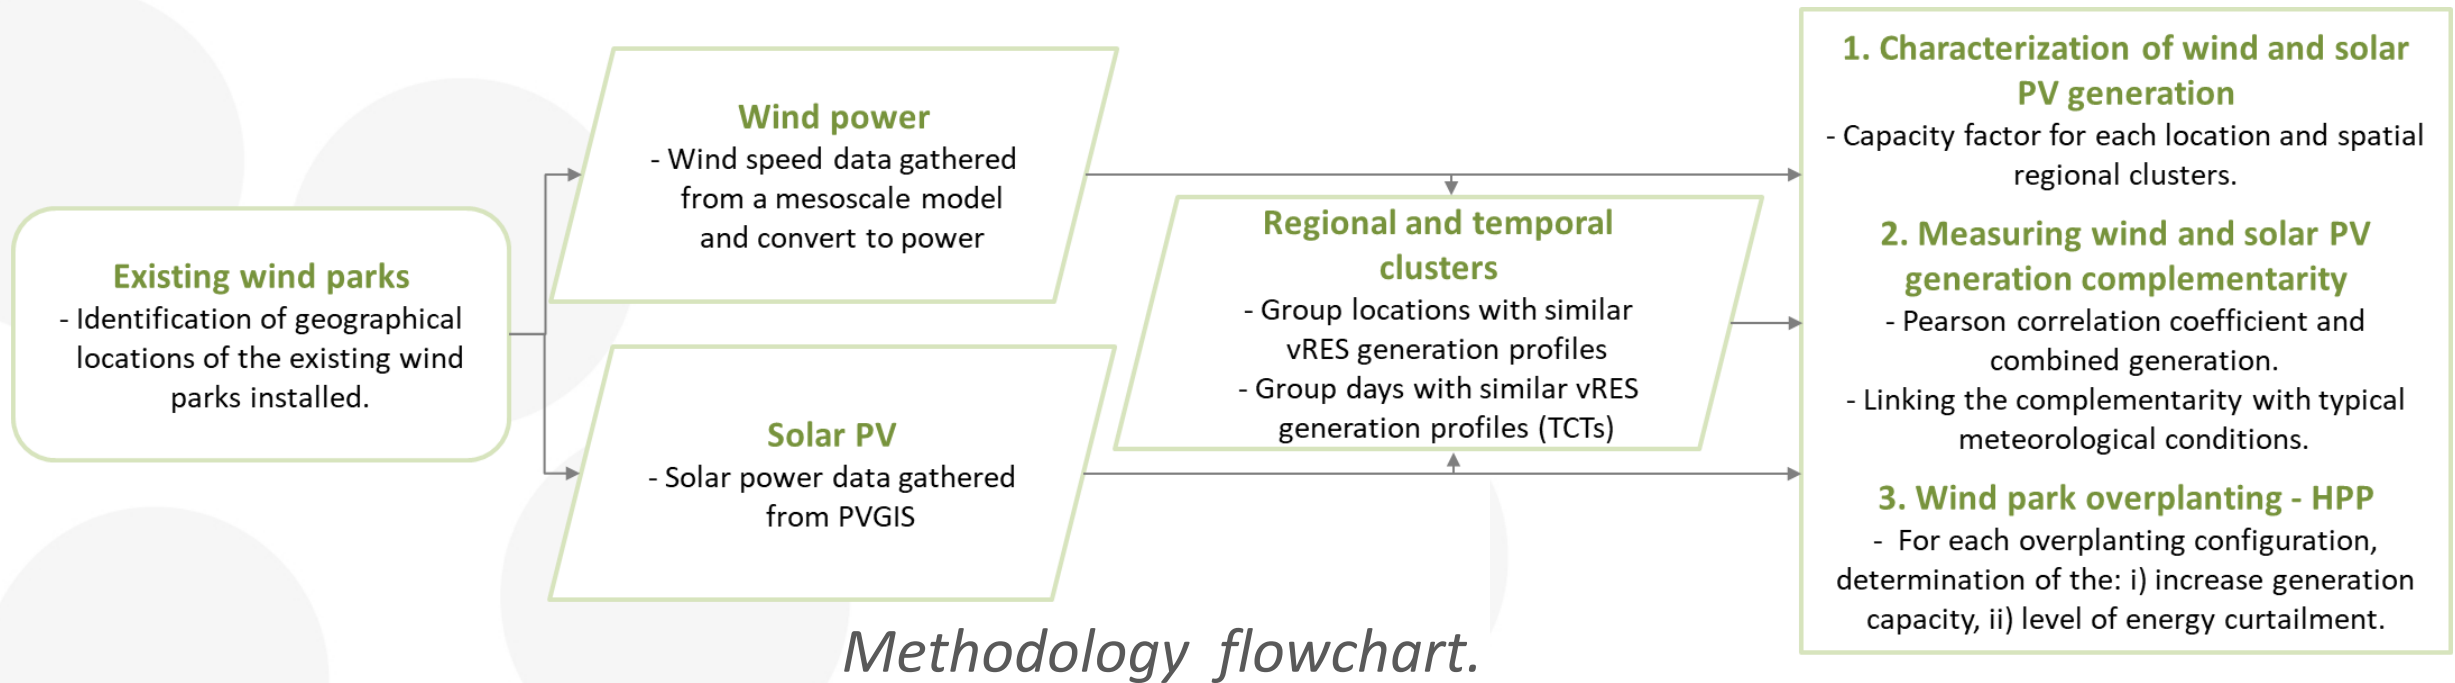 Existing wind parks
- Identification of geographical
locations of the existing wind
parks installed.
Wind power
- Wind speed data gathered
from a mesoscale model
and convert to power
Solar PV
- Solar power data gathered
from PVGIS
Regional and temporal
clusters
- Group locations with similar
vRES generation profiles
- Group days with similar vRES
generation profiles (TCTs)
1. Characterization of wind and solar
PV generation
- Capacity factor for each location and spatial
regional clusters.
2. Measuring wind and solar PV
generation complementarity
- Pearson correlation coefficient and
combined generation.
- Linking the complementarity with typical
meteorological conditions.
3. Wind park overplanting - HPP
- For each overplanting configuration,
determination of the: i) increase generation
capacity, ii) level of energy curtailment.
Methodology flowchart.